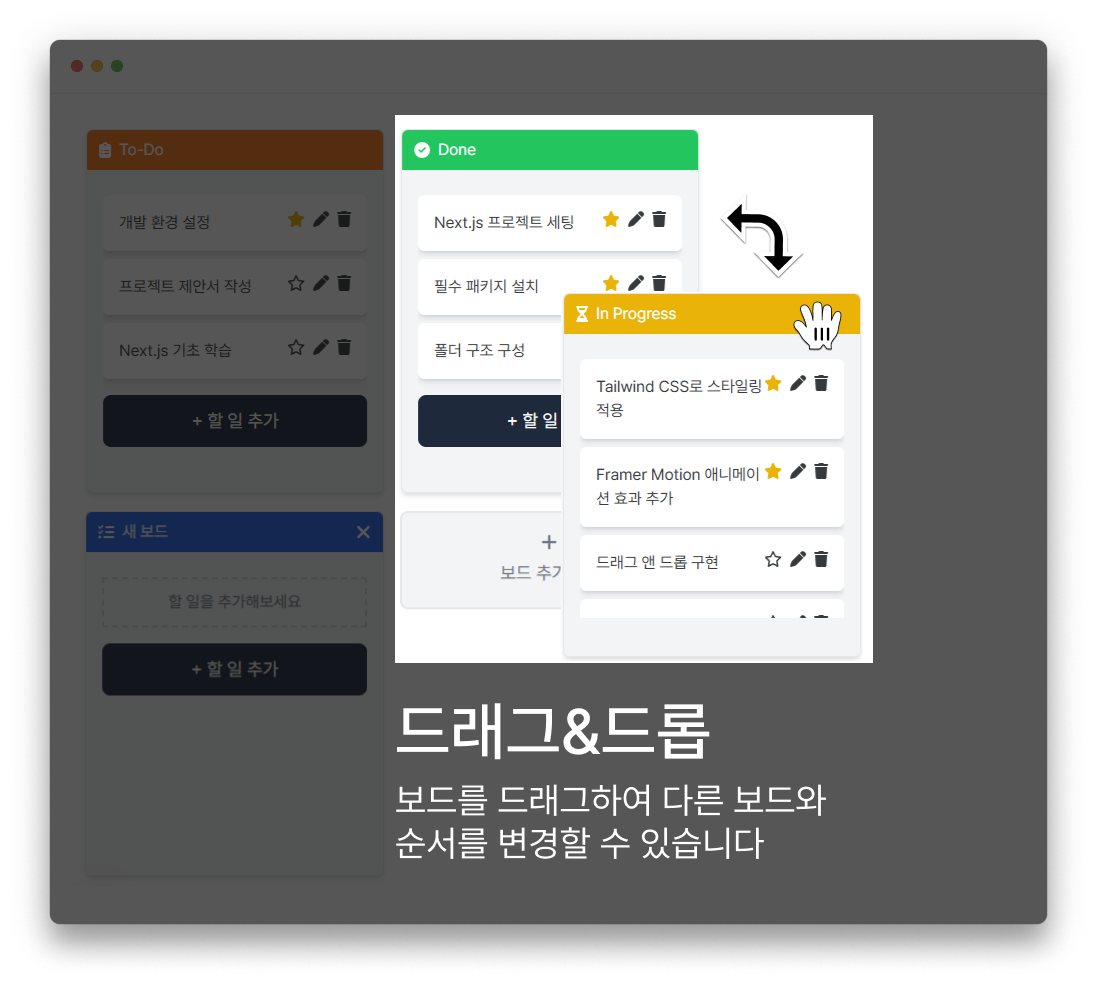 To-Do
개발 환경 설정
프로젝트 제안서 작성
Next.js 기초 학습
+ 할 일 추가
새 보드
할 일을 추가해보세요
+ 할 일 추가
Done
Next.js 프로젝트 세팅
필수 패키지 설치
폴더 구조 구성
+ 할 일
+
보드 추가
In Progress
Tailwind CSS로 스타일링
적용
Framer Motion 애니메이
션 효과 추가
드래그 앤 드롭 구현
드래그&드롭
보드를 드래그하여 다른 보드와
순서를 변경할 수 있습니다